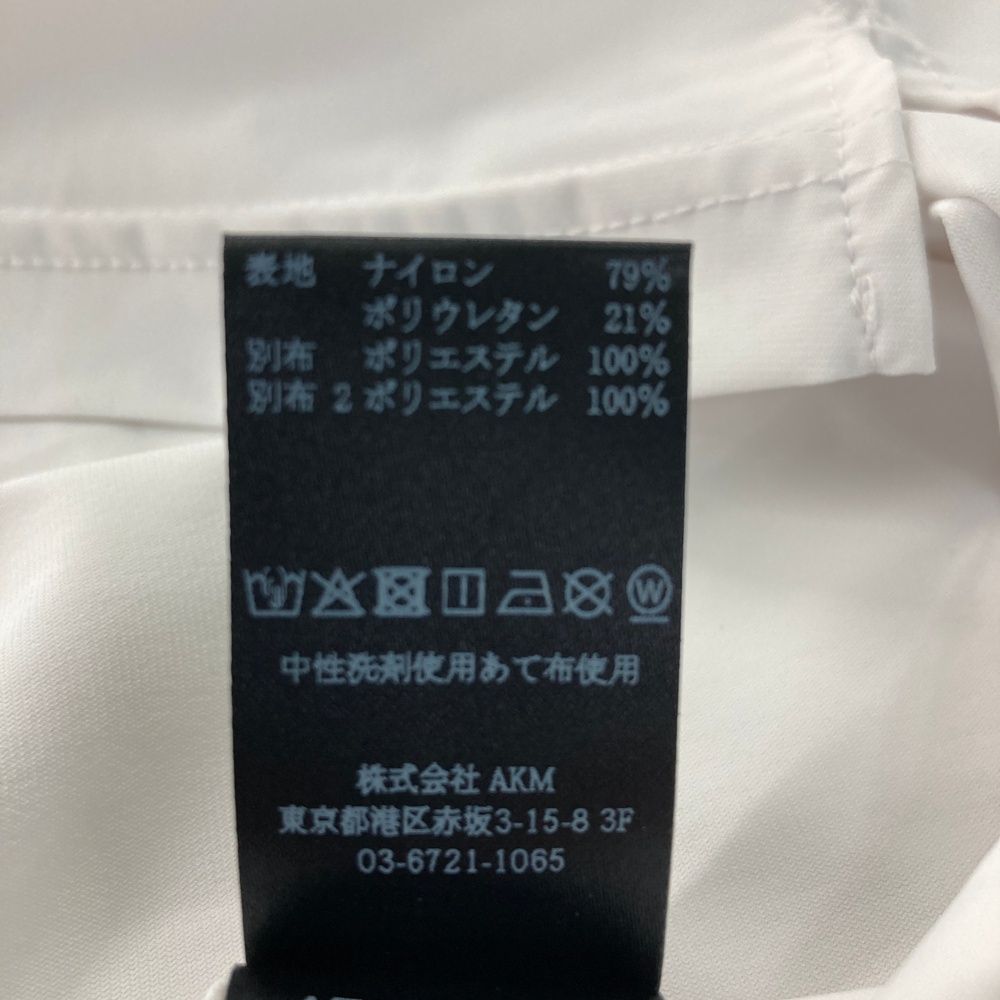 表地 ナイロン 79%
ポリウレタン 21%
別布 ポリエステル 100%
別布 2 ポリエステル 100%
W
中性洗剤使用あて布使用
株式会社 AKM
東京都港区赤坂3-15-8 3F
03-6721-1065